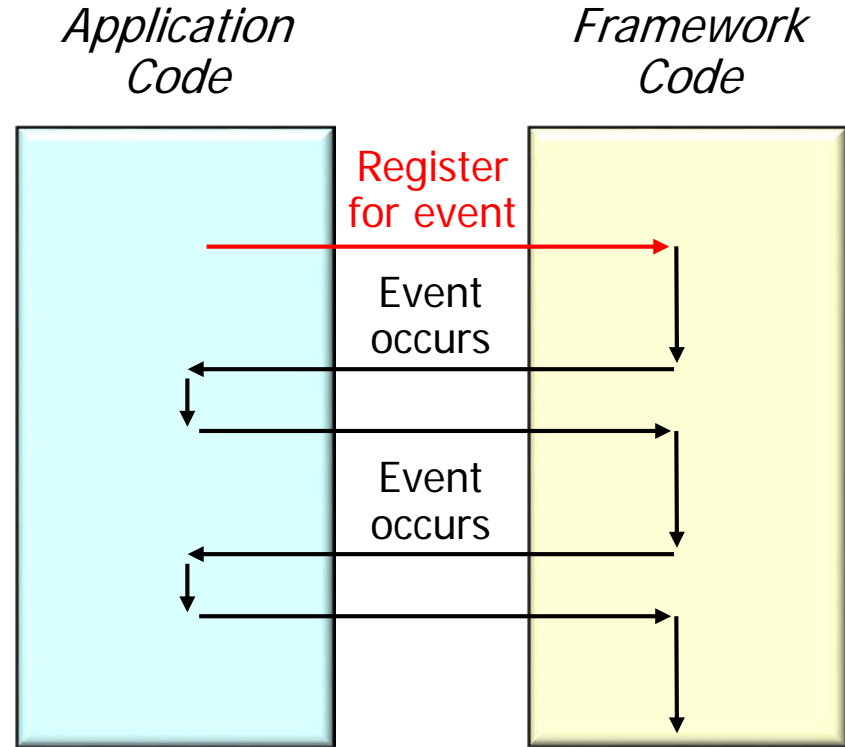 Application
Code
Framework
Code
Register
for event
Event
occurs
Event
occurs